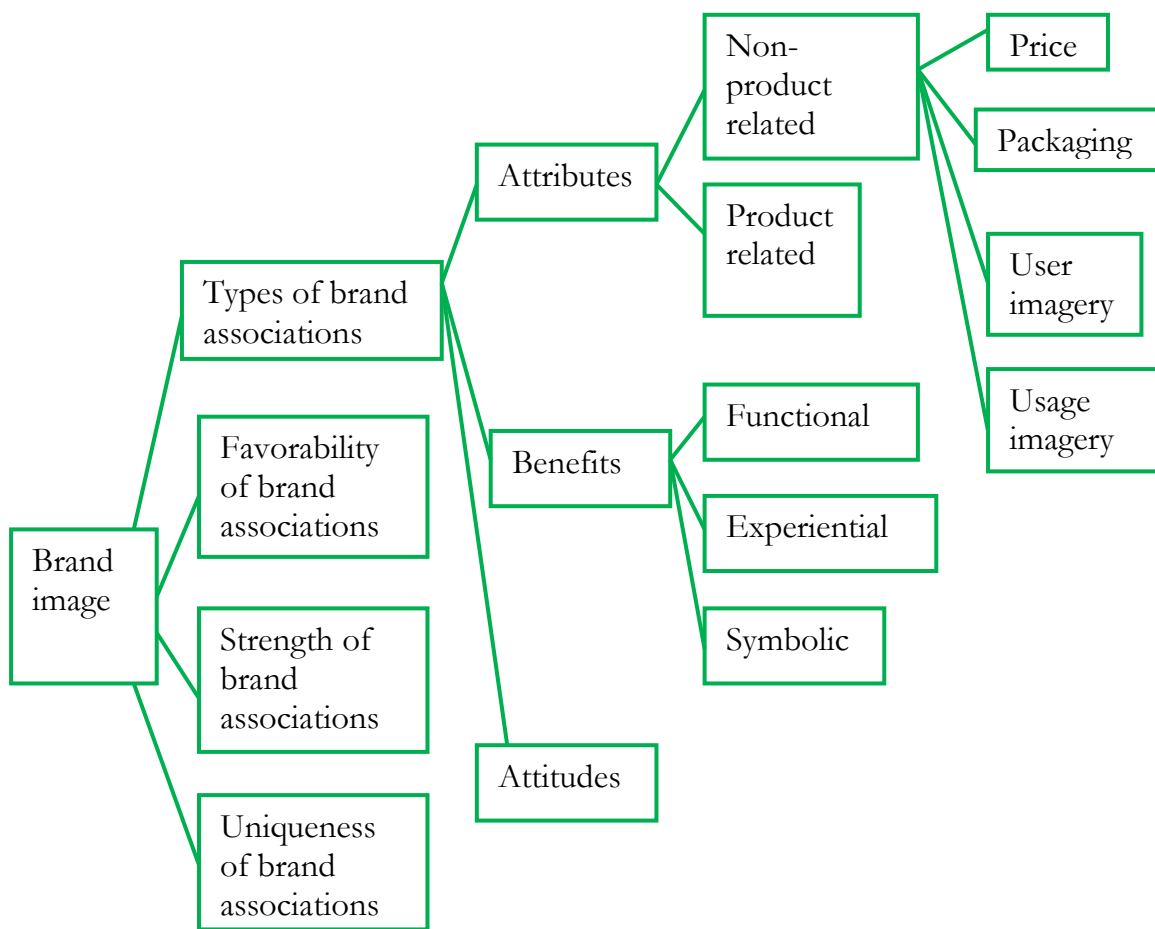 Brand
image
Types of brand
associations
Favorability
of brand
associations
Strength of
brand
associations
Uniqueness
of brand
associations
Attributes
Benefits
Attitudes
Non-
product
related
Product
related
Functional
Experiential
Symbolic
Price
Packaging
User
imagery
Usage
imagery